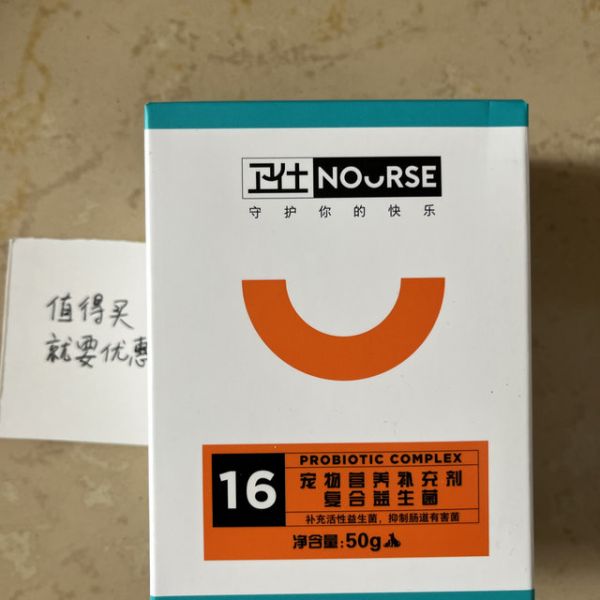 卫仕 NOURSE
守护你的快乐
值得买
就要优惠
PROBIOTIC COMPLEX
16
宠物营养补充剂
复合益生菌
补充活性益生菌，抑制肠道有害菌
净含量:50g